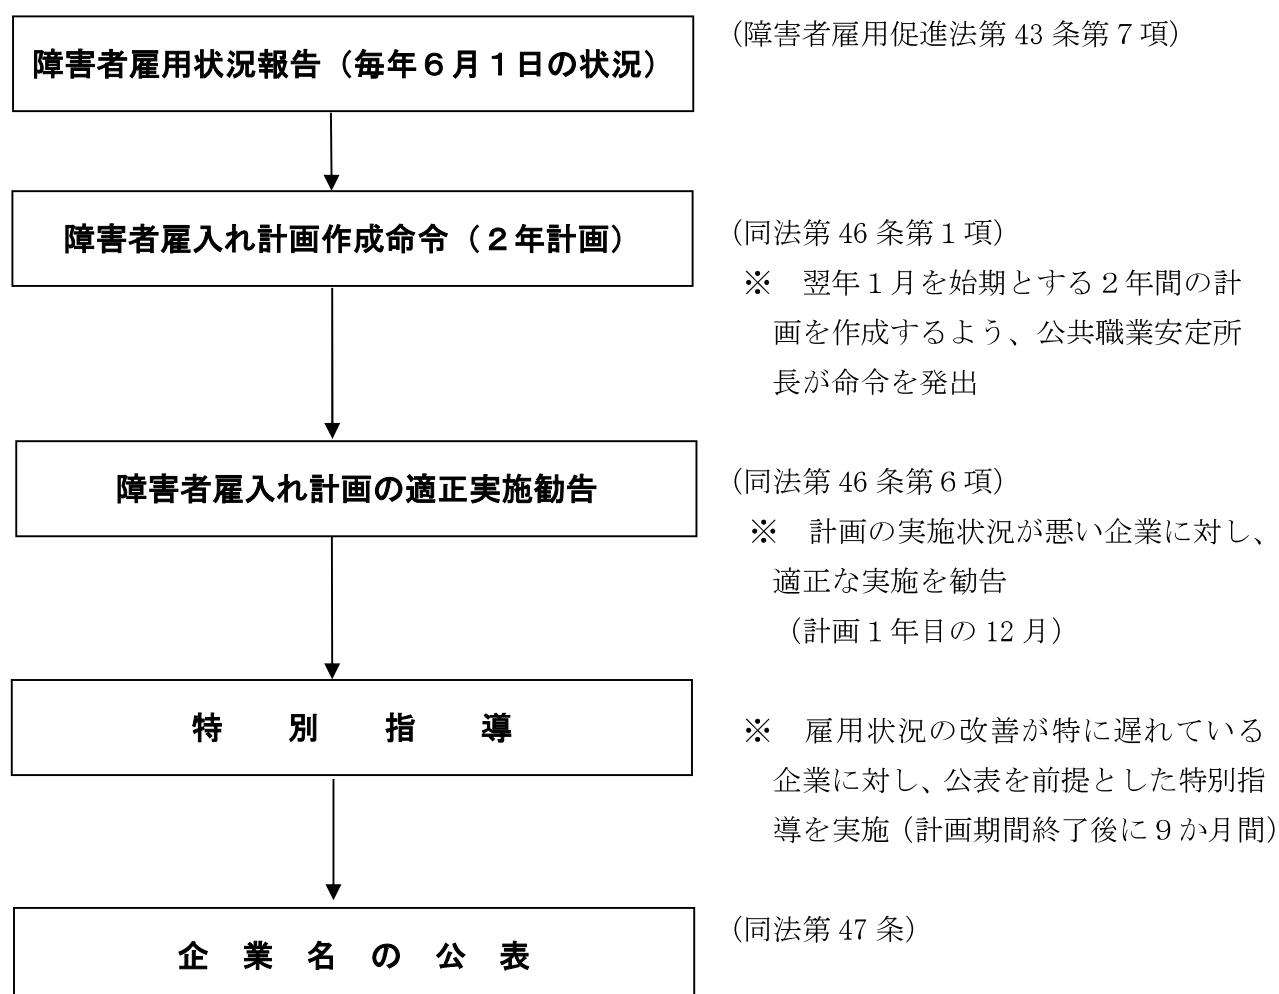 障害者雇用状況報告（毎年６月１日の状況）
（障害者雇用促進法第 43 条第７項）
障害者雇入れ計画作成命令（２年計画）
（同法第 46 条第１項）
※　翌年１月を始期とする２年間の計
画を作成するよう、公共職業安定所
長が命令を発出
障害者雇入れ計画の適正実施勧告
（同法第 46 条第６項）
※　計画の実施状況が悪い企業に対し、
適正な実施を勧告
（計画１年目の 12 月）
特　　別　　指　　導
※　雇用状況の改善が特に遅れている
企業に対し、公表を前提とした特別指
導を実施（計画期間終了後に９か月間）
企　業　名　の　公　表
（同法第 47 条）